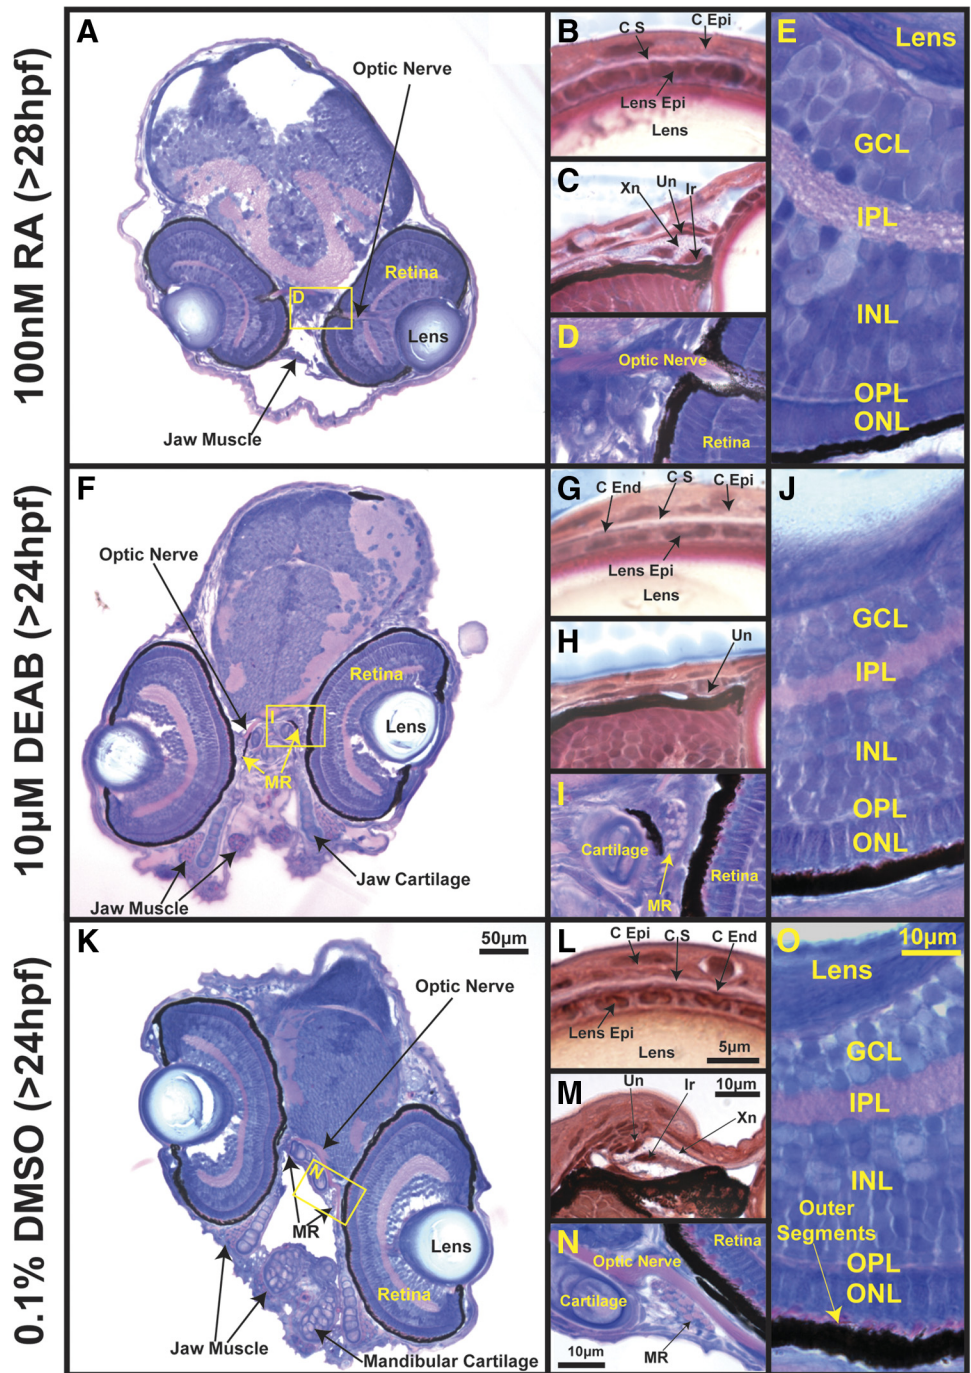 100nM RA (>28hpf)
A
Optic Nerve
Retina
D
Lens
Jaw Muscle
B
C S
C Epi
Lens Epi
Lens
C
Xn
Un
Ir
D
Optic Nerve
Retina
E
Lens
GCL
IPL
INL
OPL
ONL
10µM DEAB (>24hpf)
F
Optic Nerve
Retina
I
Lens
MR
Jaw Cartilage
Jaw Muscle
G
C End
C S
C Epi
Lens Epi
Lens
H
Un
I
Cartilage
Retina
MR
J
GCL
IPL
INL
OPL
ONL
0.1% DMSO (>24hpf)
K
50µm
Optic Nerve
N
MR
Lens
Retina
Jaw Muscle
Mandibular Cartilage
L
C Epi
C S
C End
Lens Epi
Lens
5µm
M
10µm
Un
Ir
Xn
N
Retina
Optic Nerve
Cartilage
MR
10µm
O
10µm
Lens
GCL
IPL
INL
Outer
Segments
OPL
ONL